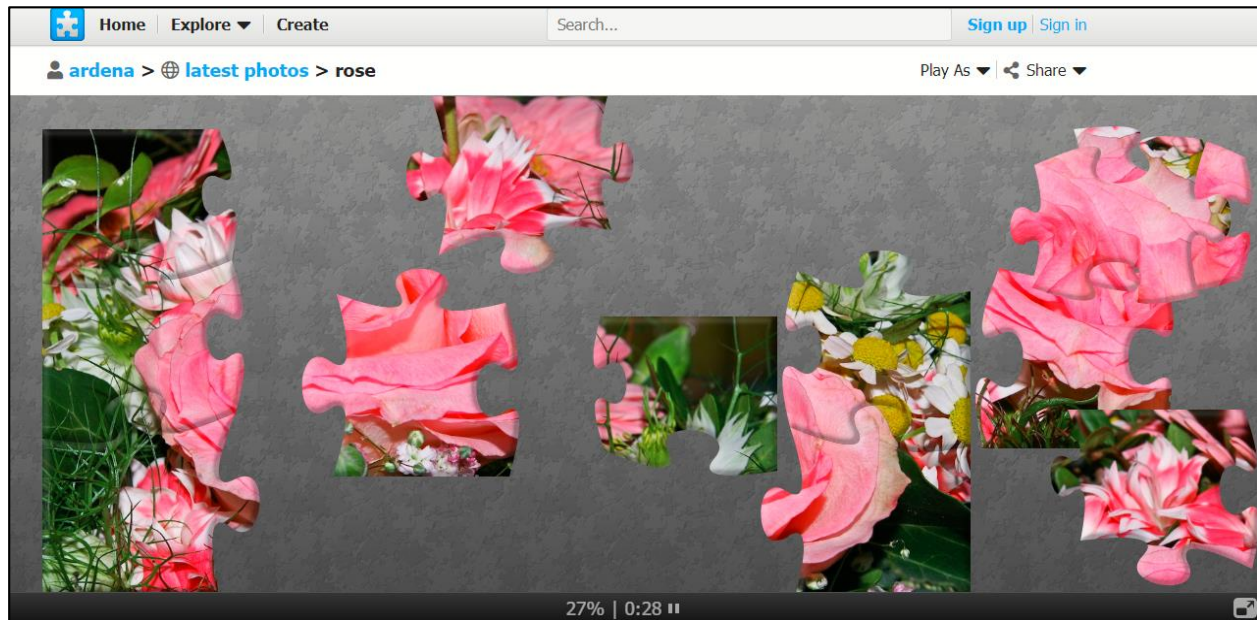 Home Explore Create Search... Sign up Sign in
ardena > latest photos > rose Play As Share
27% | 0:28